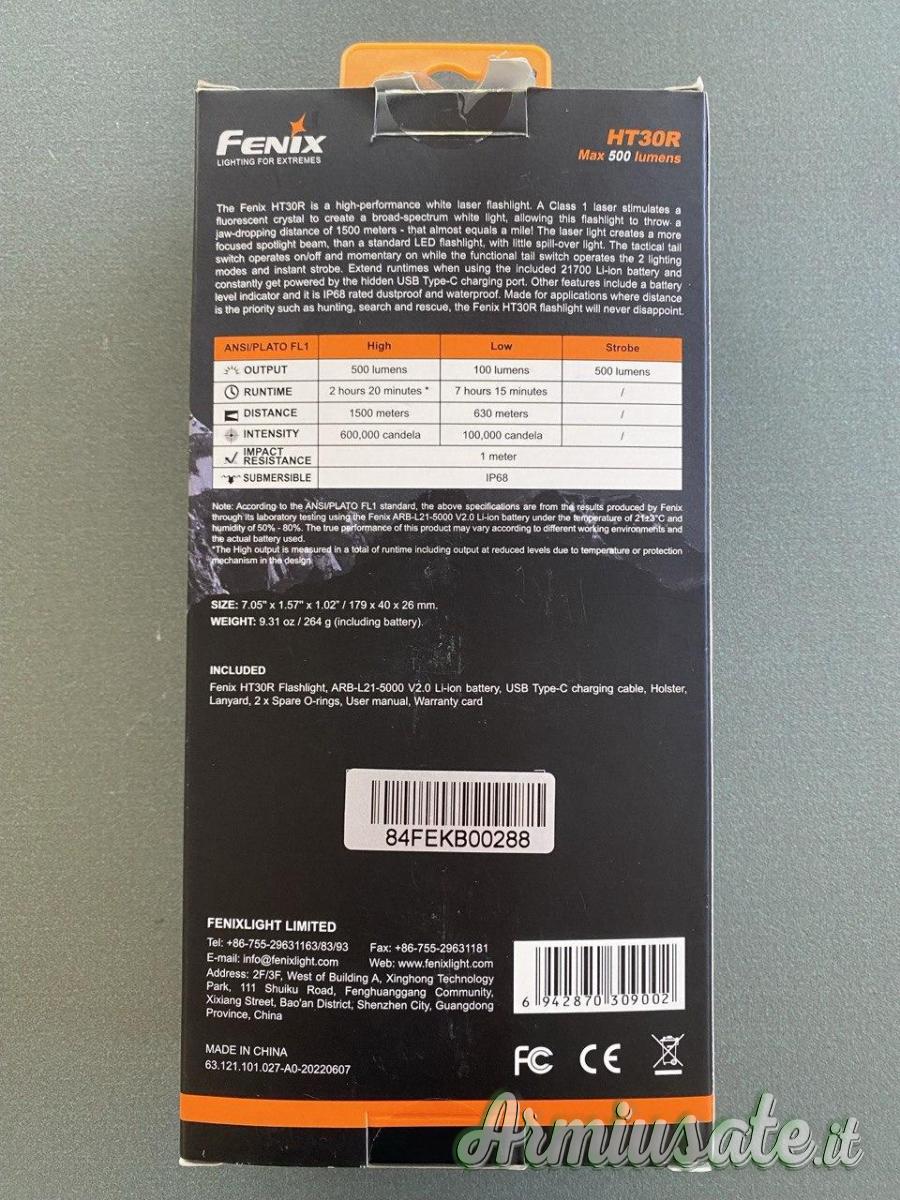 FENIX
LIGHTING FOR EXTREMES
HT30R
Max 500 lumens
The Fenix HT30R is a high-performance white laser flashlight. A Class 1 laser stimulates a
fluorescent crystal to create a broad-spectrum white light, allowing this flashlight to throw a
jaw-dropping distance of 1500 meters - that almost equals a mile! The laser light creates a more
focused spotlight beam, than a standard LED flashlight, with little spill-over light. The tactical tail
switch operates on/off and momentary on while the functional tail switch operates the 2 lighting
modes and instant strobe. Extend runtimes when using the included 21700 Li-ion battery and
constantly get powered by the hidden USB Type-C charging port. Other features include a battery
level indicator and it is IP68 rated dustproof and waterproof. Made for applications where distance
is the priority such as hunting, search and rescue, the Fenix HT30R flashlight will never disappoint.
ANSI/PLATO FL1 High Low Strobe
OUTPUT 500 lumens 100 lumens 500 lumens
RUNTIME 2 hours 20 minutes * 7 hours 15 minutes /
DISTANCE 1500 meters 630 meters /
INTENSITY 600,000 candela 100,000 candela /
IMPACT RESISTANCE 1 meter
SUBMERSIBLE IP68
Note: According to the ANSI/PLATO FL1 standard, the above specifications are from the results produced by Fenix
through its laboratory testing using the Fenix ARB-L21-5000 V2.0 Li-ion battery under the temperature of 21±3°C and
humidity of 50% - 80%. The true performance of this product may vary according to different working environments and
the actual battery used.
*The High output is measured in a total of runtime including output at reduced levels due to temperature or protection
mechanism in the design.
SIZE: 7.05" x 1.57" x 1.02" / 179 x 40 x 26 mm.
WEIGHT: 9.31 oz / 264 g (including battery).
INCLUDED
Fenix HT30R Flashlight, ARB-L21-5000 V2.0 Li-ion battery, USB Type-C charging cable, Holster,
Lanyard, 2 x Spare O-rings, User manual, Warranty card
84FEKB00288
FENIXLIGHT LIMITED
Tel: +86-755-29631163/83/93 Fax: +86-755-29631181
E-mail: info@fenixlight.com Web: www.fenixlight.com
Address: 2F/3F, West of Building A, Xinghong Technology
Park, 111 Shuiku Road, Fenghuanggang Community,
Xixiang Street, Bao'an District, Shenzhen City, Guangdong
Province, China
6 942870 309002
MADE IN CHINA
63.121.101.027-A0-20220607
FC CE
Armiusate.it